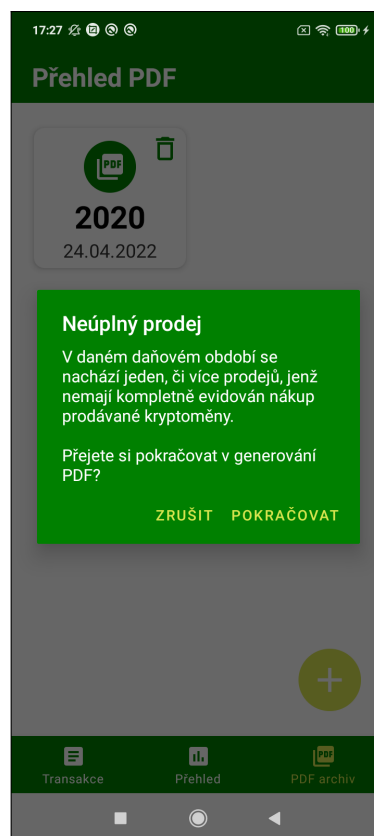 17:27
100
Přehled PDF
PDF
2020
24.04.2022
Neúplný prodej
V daném daňovém období se
nachází jeden, či více prodejů, jenž
nemají kompletně evidován nákup
prodávané kryptoměny.
Přejete si pokračovat v generování
PDF?
ZRUŠIT POKRAČOVAT
PDF
Transakce Přehled PDF archiv